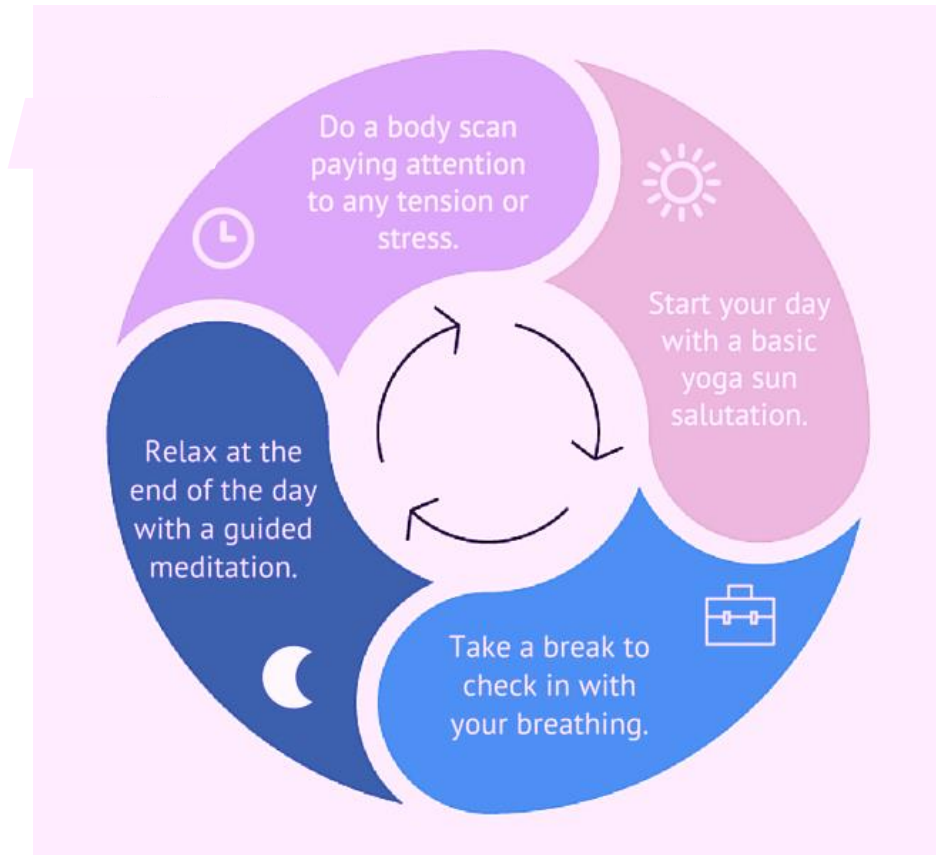 Do a body scan
paying attention
to any tension or
stress.
Start your day
with a basic
yoga sun
salutation.
Take a break to
check in with
your breathing.
Relax at the
end of the day
with a guided
meditation.